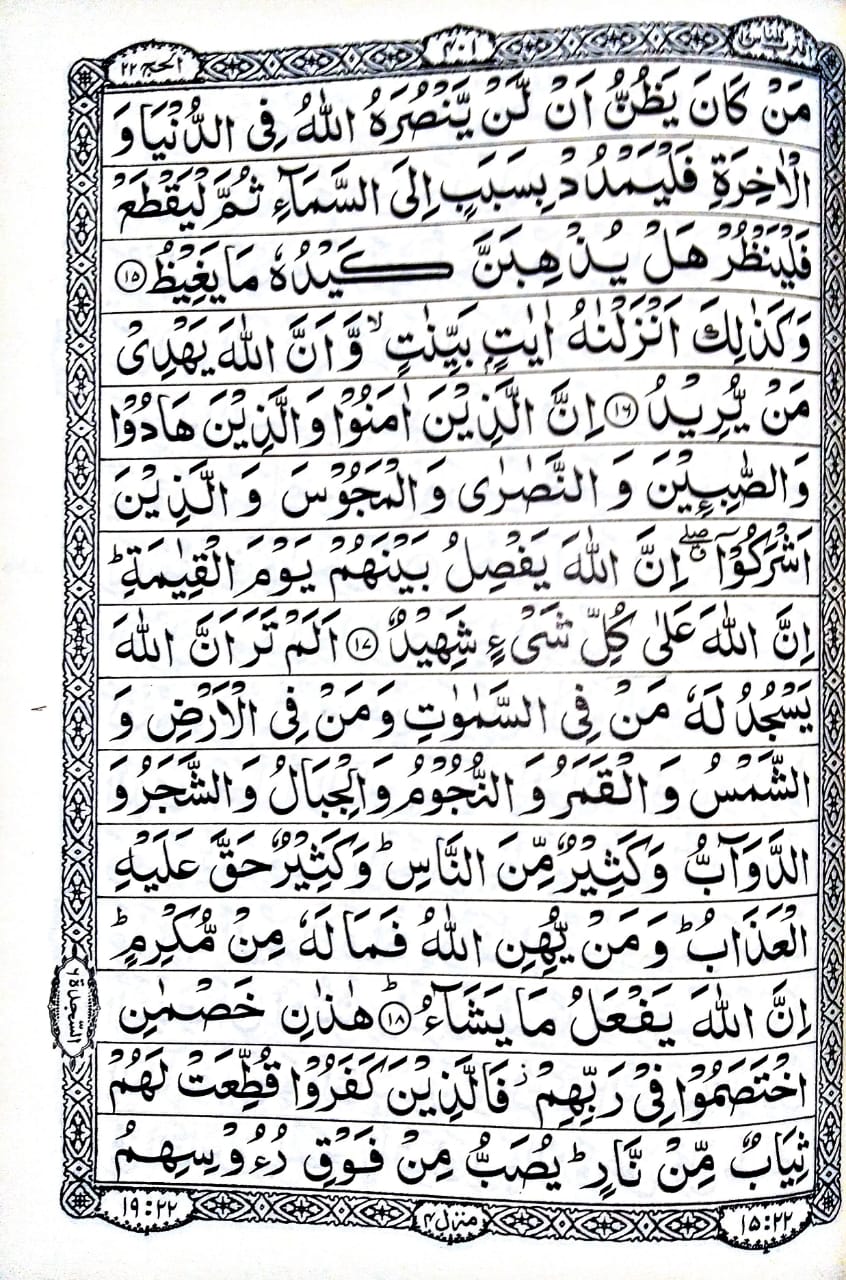 اقترب للناس ١٧
٤٠١
الحج ٢٢
مَنْ كَانَ يَظُنُّ اَنْ لَّنْ يَّنْصُرَهُ اللّٰهُ فِى الدُّنْيَا وَ
الْاٰخِرَةِ فَلْيَمْدُدْ بِسَبَبٍ اِلَى السَّمَآءِ ثُمَّ لْيَقْطَعْ
فَلْيَنْظُرْ هَلْ يُذْهِبَنَّ كَيْدُهٗ مَا يَغِيْظُ ۝١٥
وَكَذٰلِكَ اَنْزَلْنٰهُ اٰيٰتٍۭ بَيِّنٰتٍ ۙ وَّ اَنَّ اللّٰهَ يَهْدِىْ
مَنْ يُّرِيْدُ ۝١٦ اِنَّ الَّذِيْنَ اٰمَنُوْا وَالَّذِيْنَ هَادُوْا
وَالصّٰبِـِٕيْنَ وَ النَّصٰرٰى وَ الْمَجُوْسَ وَ الَّذِيْنَ
اَشْرَكُوْۤا ۖ اِنَّ اللّٰهَ يَفْصِلُ بَيْنَهُمْ يَوْمَ الْقِيٰمَةِ ؕ
اِنَّ اللّٰهَ عَلٰى كُلِّ شَىْءٍ شَهِيْدٌ ۝١٧ اَلَمْ تَرَ اَنَّ اللّٰهَ
يَسْجُدُ لَهٗ مَنْ فِى السَّمٰوٰتِ وَمَنْ فِى الْاَرْضِ وَ
الشَّمْسُ وَ الْقَمَرُ وَ النُّجُوْمُ وَالْجِبَالُ وَالشَّجَرُ وَ
الدَّوَآبُّ وَكَثِيْرٌ مِّنَ النَّاسِ ؕ وَكَثِيْرٌ حَقَّ عَلَيْهِ
الْعَذَابُ ؕ وَ مَنْ يُّهِنِ اللّٰهُ فَمَا لَهٗ مِنْ مُّكْرِمٍ ؕ
اِنَّ اللّٰهَ يَفْعَلُ مَا يَشَآءُ ؕ ۝١٨ هٰذٰنِ خَصْمٰنِ
اخْتَصَمُوْا فِىْ رَبِّهِمْ ز فَالَّذِيْنَ كَفَرُوْا قُطِّعَتْ لَهُمْ
ثِيَابٌ مِّنْ نَّارٍ ؕ يُصَبُّ مِنْ فَوْقِ رُءُوْسِهِمُ
السجدة ٦
١٥:٢٢
منزل ٤
١٩:٢٢